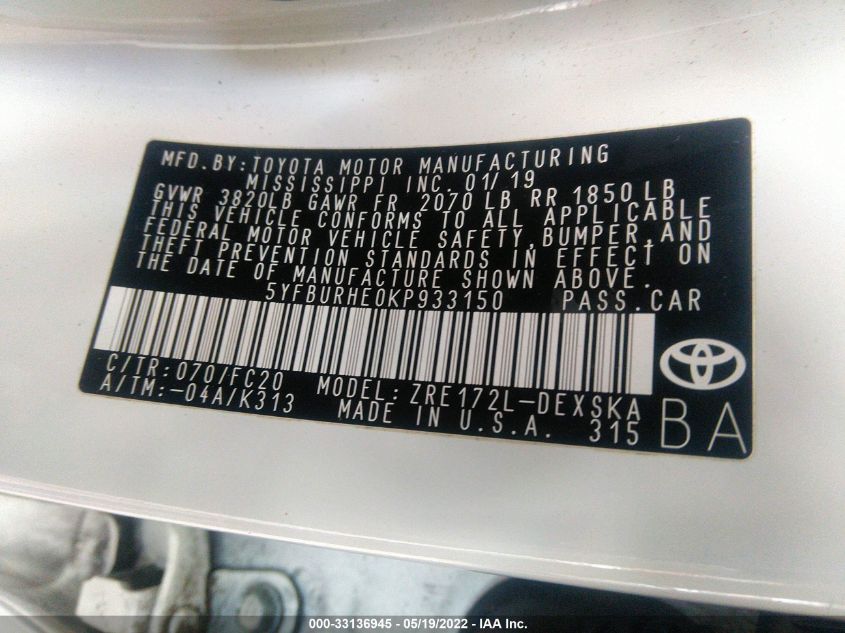 MFD.BY:TOYOTA MOTOR MANUFACTURING
MISSISSIPPI INC. 01/19
GVWR 3820LB GAWR FR 2070 LB RR 1850 LB
THIS VEHICLE CONFORMS TO ALL APPLICABLE
FEDERAL MOTOR VEHICLE SAFETY,BUMPER,AND
THEFT PREVENTION STANDARDS IN EFFECT ON
THE DATE OF MANUFACTURE SHOWN ABOVE.
5YFBURHE0KP933150 PASS.CAR
C/TR:070/FC20 MODEL:ZRE172L-DEXSKA
A/TM:-04A/K313 MADE IN U.S.A. 315
BA
000-33136945 - 05/19/2022 - IAA Inc.